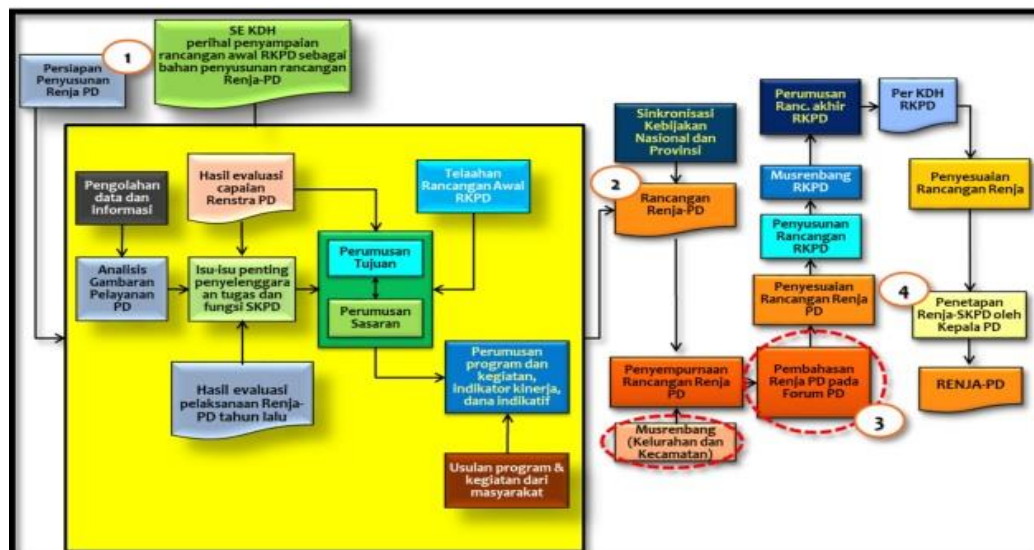 1
Persiapan
Penyusunan
Renja PD
SE KDH
perihal penyampaian
rancangan awal RKPD sebagai
bahan penyusunan rancangan
Renja-PD
Pengolahan
data dan
informasi
Hasil evaluasi
capaian
Renstra PD
Telaahan
Rancangan Awal
RKPD
Analisis
Gambaran
Pelayanan
PD
Isu-isu penting
penyelenggara
an tugas dan
fungsi SKPD
Perumusan
Tujuan
Perumusan
Sasaran
Hasil evaluasi
pelaksanaan Renja-
PD tahun lalu
Perumusan
program dan
kegiatan,
indikator kinerja,
dana indikatif
Usulan program &
kegiatan dari
masyarakat
Sinkronisasi
Kebijakan
Nasional dan
Provinsi
2
Rancangan
Renja-PD
Penyempurnaan
Rancangan Renja
PD
Musrenbang
(Kelurahan dan
Kecamatan)
Pembahasan
Renja PD pada
Forum PD
3
Penyesuaian
Rancangan Renja
PD
Penyusunan
Rancangan RKPD
Musrenbang
RKPD
Perumusan
Ranc. akhir
RKPD
Per KDH
RKPD
Penyesuaian
Rancangan Renja
4
Penetapan
Renja-SKPD oleh
Kepala PD
RENJA-PD